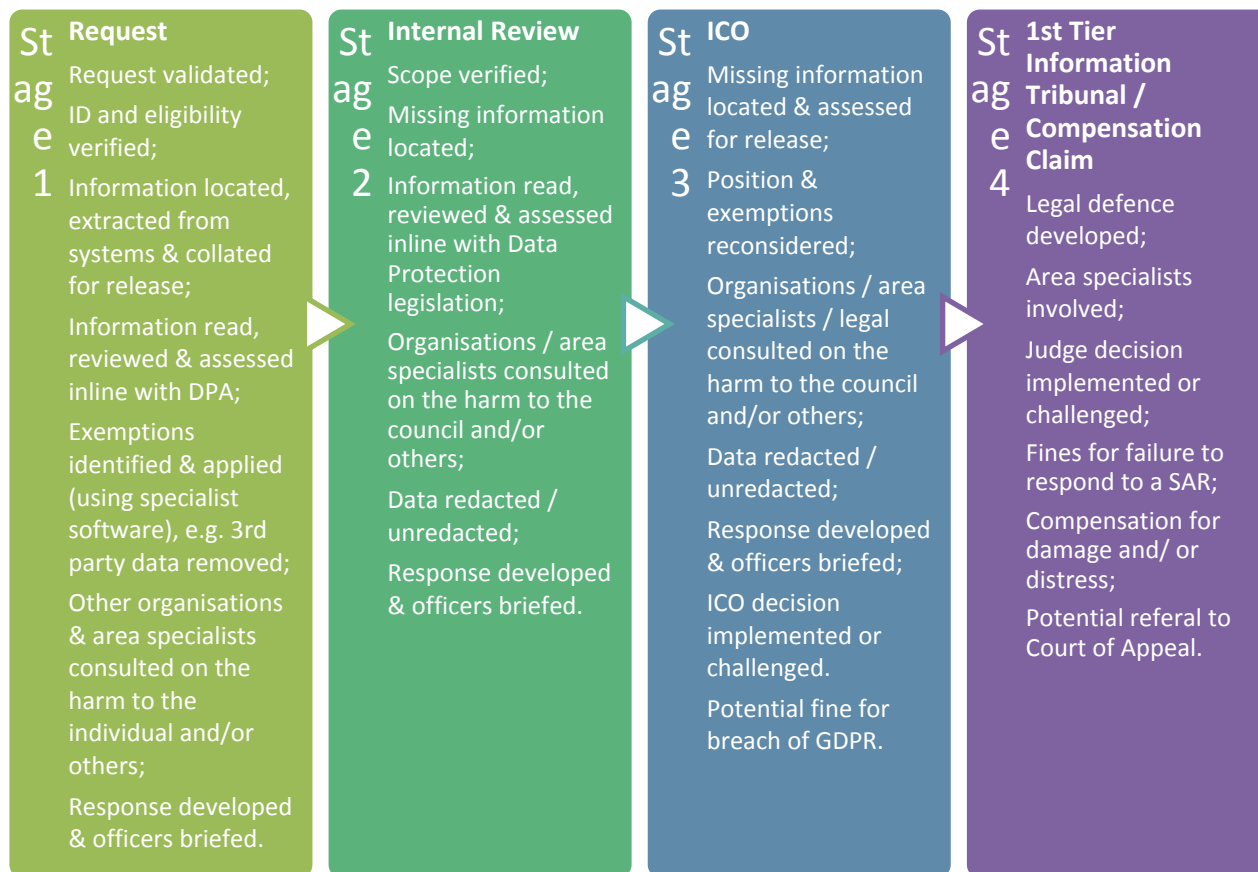 St
ag
e
1
Request
Request validated;
ID and eligibility
verified;
Information located,
extracted from
systems & collated
for release;
Information read,
reviewed & assessed
inline with DPA;
Exemptions
identified & applied
(using specialist
software), e.g. 3rd
party data removed;
Other organisations
& area specialists
consulted on the
harm to the
individual and/or
others;
Response developed
& officers briefed.
St
ag
e
2
Internal Review
Scope verified;
Missing information
located;
Information read,
reviewed & assessed
inline with Data
Protection
legislation;
Organisations / area
specialists consulted
on the harm to the
council and/or
others;
Data redacted /
unredacted;
Response developed
& officers briefed.
St
ag
e
3
ICO
Missing information
located & assessed
for release;
Position &
exemptions
reconsidered;
Organisations / area
specialists / legal
consulted on the
harm to the council
and/or others;
Data redacted /
unredacted;
Response developed
& officers briefed;
ICO decision
implemented or
challenged.
Potential fine for
breach of GDPR.
St
ag
e
4
1st Tier
Information
Tribunal /
Compensation
Claim
Legal defence
developed;
Area specialists
involved;
Judge decision
implemented or
challenged;
Fines for failure to
respond to a SAR;
Compensation for
damage and/ or
distress;
Potential referal to
Court of Appeal.